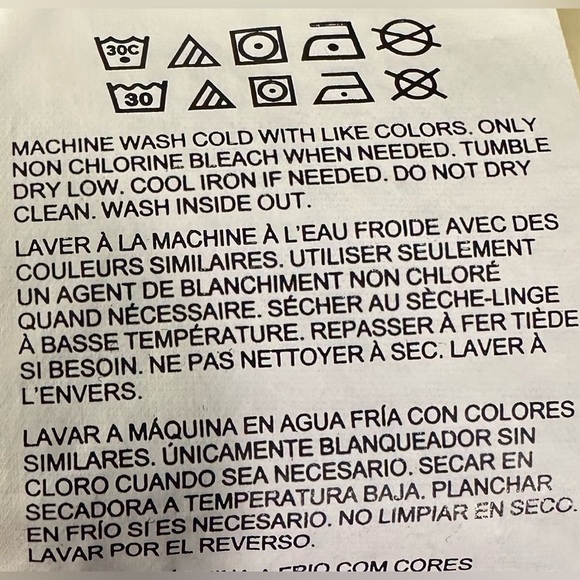 30C
30
MACHINE WASH COLD WITH LIKE COLORS. ONLY
NON CHLORINE BLEACH WHEN NEEDED. TUMBLE
DRY LOW. COOL IRON IF NEEDED. DO NOT DRY
CLEAN. WASH INSIDE OUT.
LAVER À LA MACHINE À L'EAU FROIDE AVEC DES
COULEURS SIMILAIRES. UTILISER SEULEMENT
UN AGENT DE BLANCHIMENT NON CHLORÉ
QUAND NÉCESSAIRE. SÉCHER AU SÈCHE-LINGE
À BASSE TEMPÉRATURE. REPASSER À FER TIÈDE
SI BESOIN. NE PAS NETTOYER À SEC. LAVER À
L'ENVERS.
LAVAR A MÁQUINA EN AGUA FRÍA CON COLORES
SIMILARES. ÚNICAMENTE BLANQUEADOR SIN
CLORO CUANDO SEA NECESARIO. SECAR EN
SECADORA A TEMPERATURA BAJA. PLANCHAR
EN FRÍO SI ES NECESARIO. NO LIMPIAR EN SECO.
LAVAR POR EL REVERSO.
A FRIO COM CORES